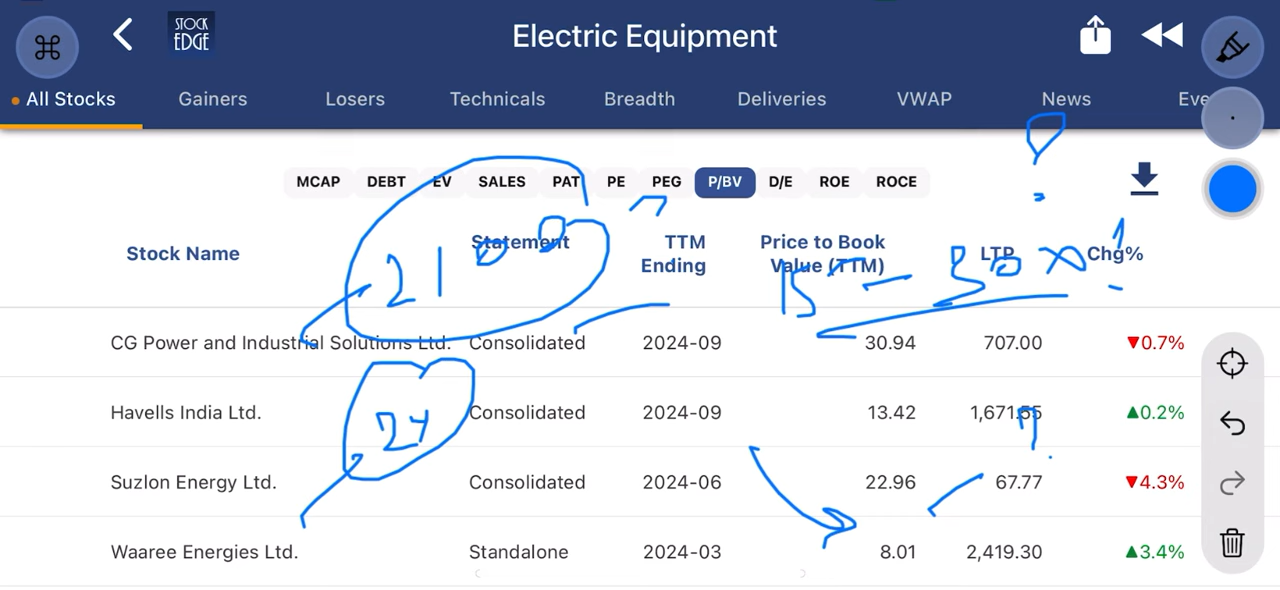 STOCK EDGE
Electric Equipment
All Stocks Gainers Losers Technicals Breadth Deliveries VWAP News Eve
MCAP DEBT EV SALES PAT PE PEG P/BV D/E ROE ROCE
Stock Name Statement TTM Ending Price to Book Value (TTM) LTP Chg%
2100
15 - 30x
CG Power and Industrial Solutions Ltd. Consolidated 2024-09 30.94 707.00 ▼0.7%
Havells India Ltd. Consolidated 2024-09 13.42 1,671.55 ▲0.2%
24
Suzlon Energy Ltd. Consolidated 2024-06 22.96 67.77 ▼4.3%
Waaree Energies Ltd. Standalone 2024-03 8.01 2,419.30 ▲3.4%